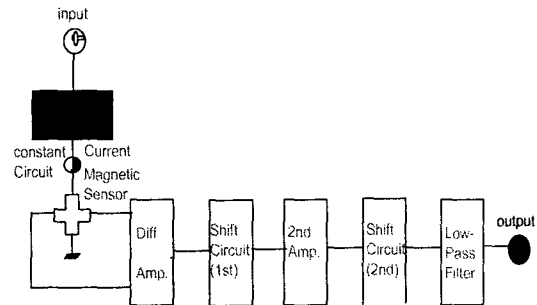 input
constant Current
Circuit
Magnetic
Sensor
Diff
Amp.
Shift
Circuit
(1st)
2nd
Amp.
Shift
Circuit
(2nd)
Low-
Pass
Filter
output